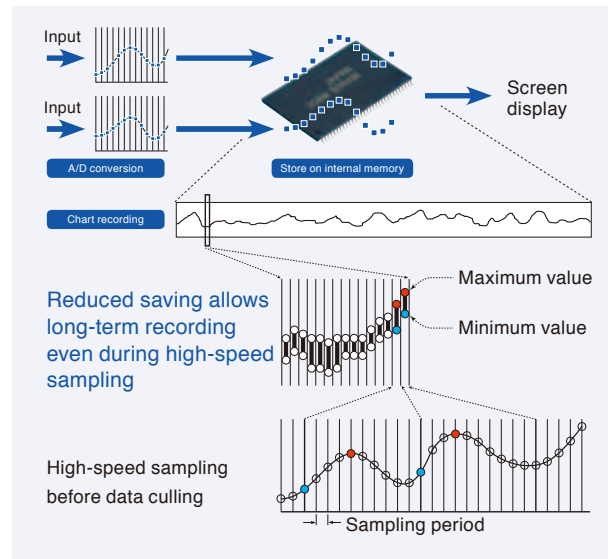 Input
Input
A/D conversion
Store on internal memory
Screen
display
Chart recording
Maximum value
Minimum value
Reduced saving allows
long-term recording
even during high-speed
sampling
High-speed sampling
before data culling
Sampling period